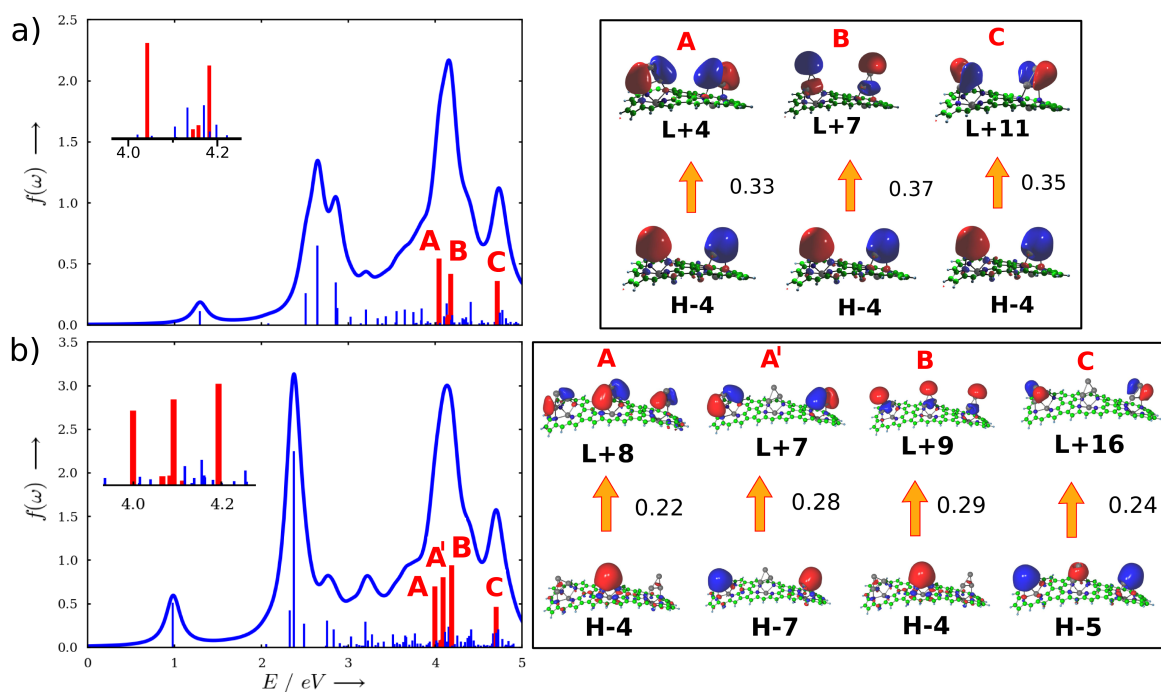 a)
2.5
2.0
1.5
1.0
0.5
0.0
f(ω) ⟶
4.0 4.2
A B C
A B C
L+4 L+7 L+11
0.33 0.37 0.35
H-4 H-4 H-4
b)
3.5
3.0
2.5
2.0
1.5
1.0
0.5
0.0
f(ω) ⟶
4.0 4.2
A A' B C
0 1 2 3 4 5
E / eV ⟶
A A' B C
L+8 L+7 L+9 L+16
0.22 0.28 0.29 0.24
H-4 H-7 H-4 H-5